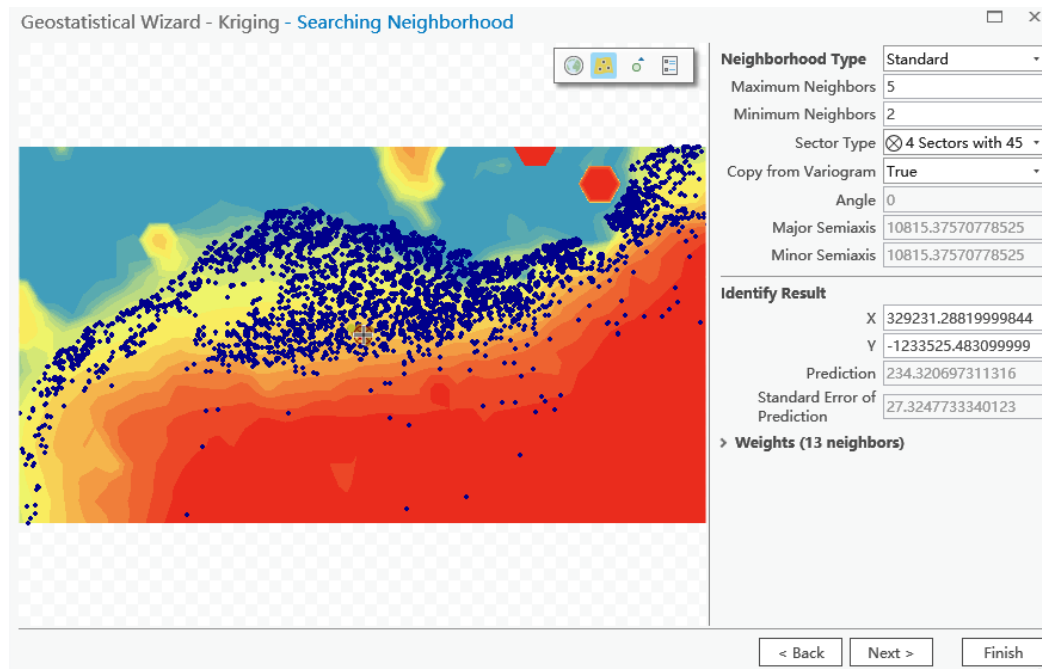 Geostatistical Wizard - Kriging - Searching Neighborhood
Neighborhood Type Standard
Maximum Neighbors 5
Minimum Neighbors 2
Sector Type 4 Sectors with 45
Copy from Variogram True
Angle 0
Major Semiaxis 10815.37570778525
Minor Semiaxis 10815.37570778525
Identify Result
X 329231.28819999844
Y -1233525.483099999
Prediction 234.320697311316
Standard Error of
Prediction 27.3247733340123
> Weights (13 neighbors)
< Back Next > Finish